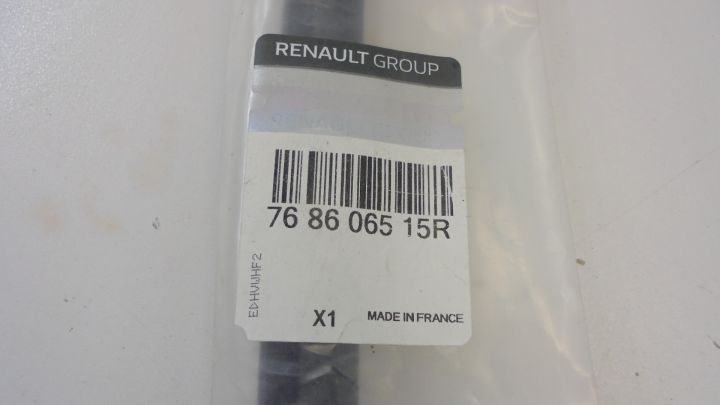 RENAULT GROUP
76 86 065 15R
X1
MADE IN FRANCE